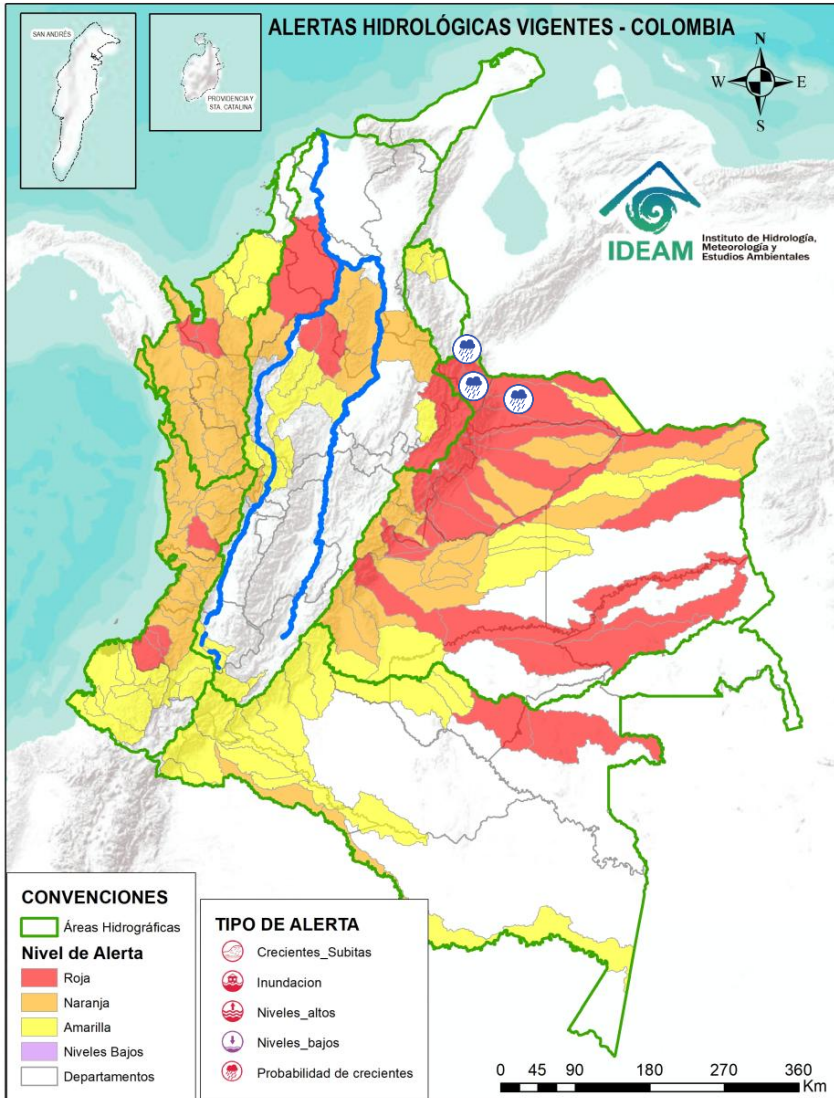 ALERTAS HIDROLÓGICAS VIGENTES - COLOMBIA
SAN ANDRÉS
PROVIDENCIA Y
STA. CATALINA
N
W
E
S
IDEAM
Instituto de Hidrología,
Meteorología y
Estudios Ambientales
CONVENCIONES
Áreas Hidrográficas
Nivel de Alerta
Roja
Naranja
Amarilla
Niveles Bajos
Departamentos
TIPO DE ALERTA
Crecientes_Subitas
Inundacion
Niveles_altos
Niveles_bajos
Probabilidad de crecientes
0 45 90 180 270 360
Km